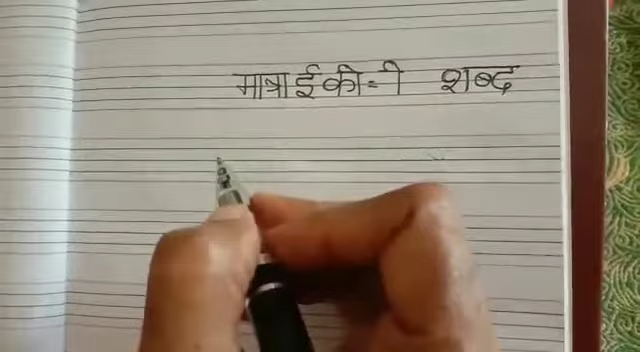 मात्रा ई की = ी शब्द